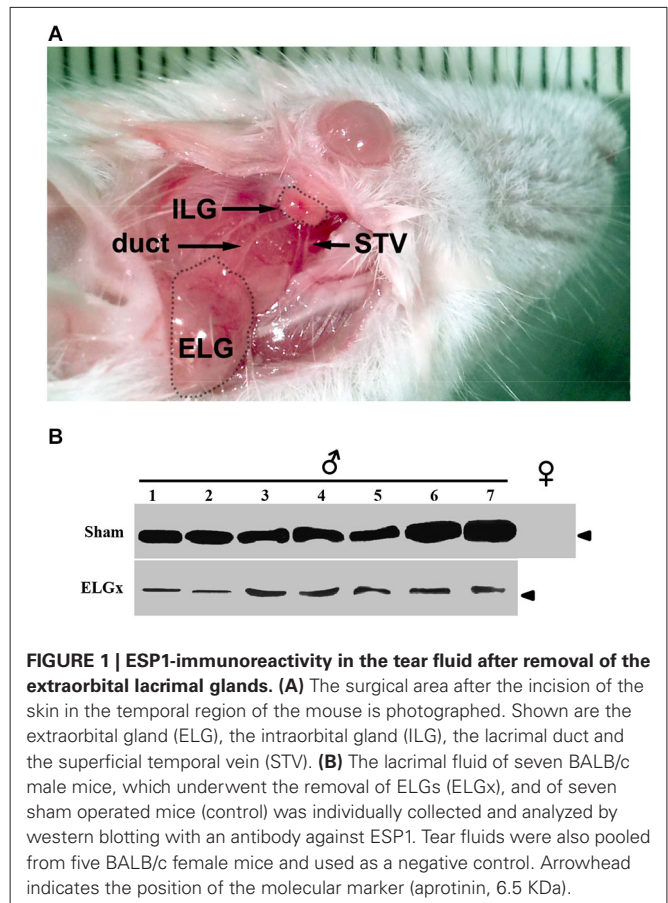 A
ILG
duct
STV
ELG
B
♂ ♀
1 2 3 4 5 6 7
Sham
ELGx
FIGURE 1 | ESP1-immunoreactivity in the tear fluid after removal of the
extraorbital lacrimal glands. (A) The surgical area after the incision of the
skin in the temporal region of the mouse is photographed. Shown are the
extraorbital gland (ELG), the intraorbital gland (ILG), the lacrimal duct and
the superficial temporal vein (STV). (B) The lacrimal fluid of seven BALB/c
male mice, which underwent the removal of ELGs (ELGx), and of seven
sham operated mice (control) was individually collected and analyzed by
western blotting with an antibody against ESP1. Tear fluids were also pooled
from five BALB/c female mice and used as a negative control. Arrowhead
indicates the position of the molecular marker (aprotinin, 6.5 KDa).